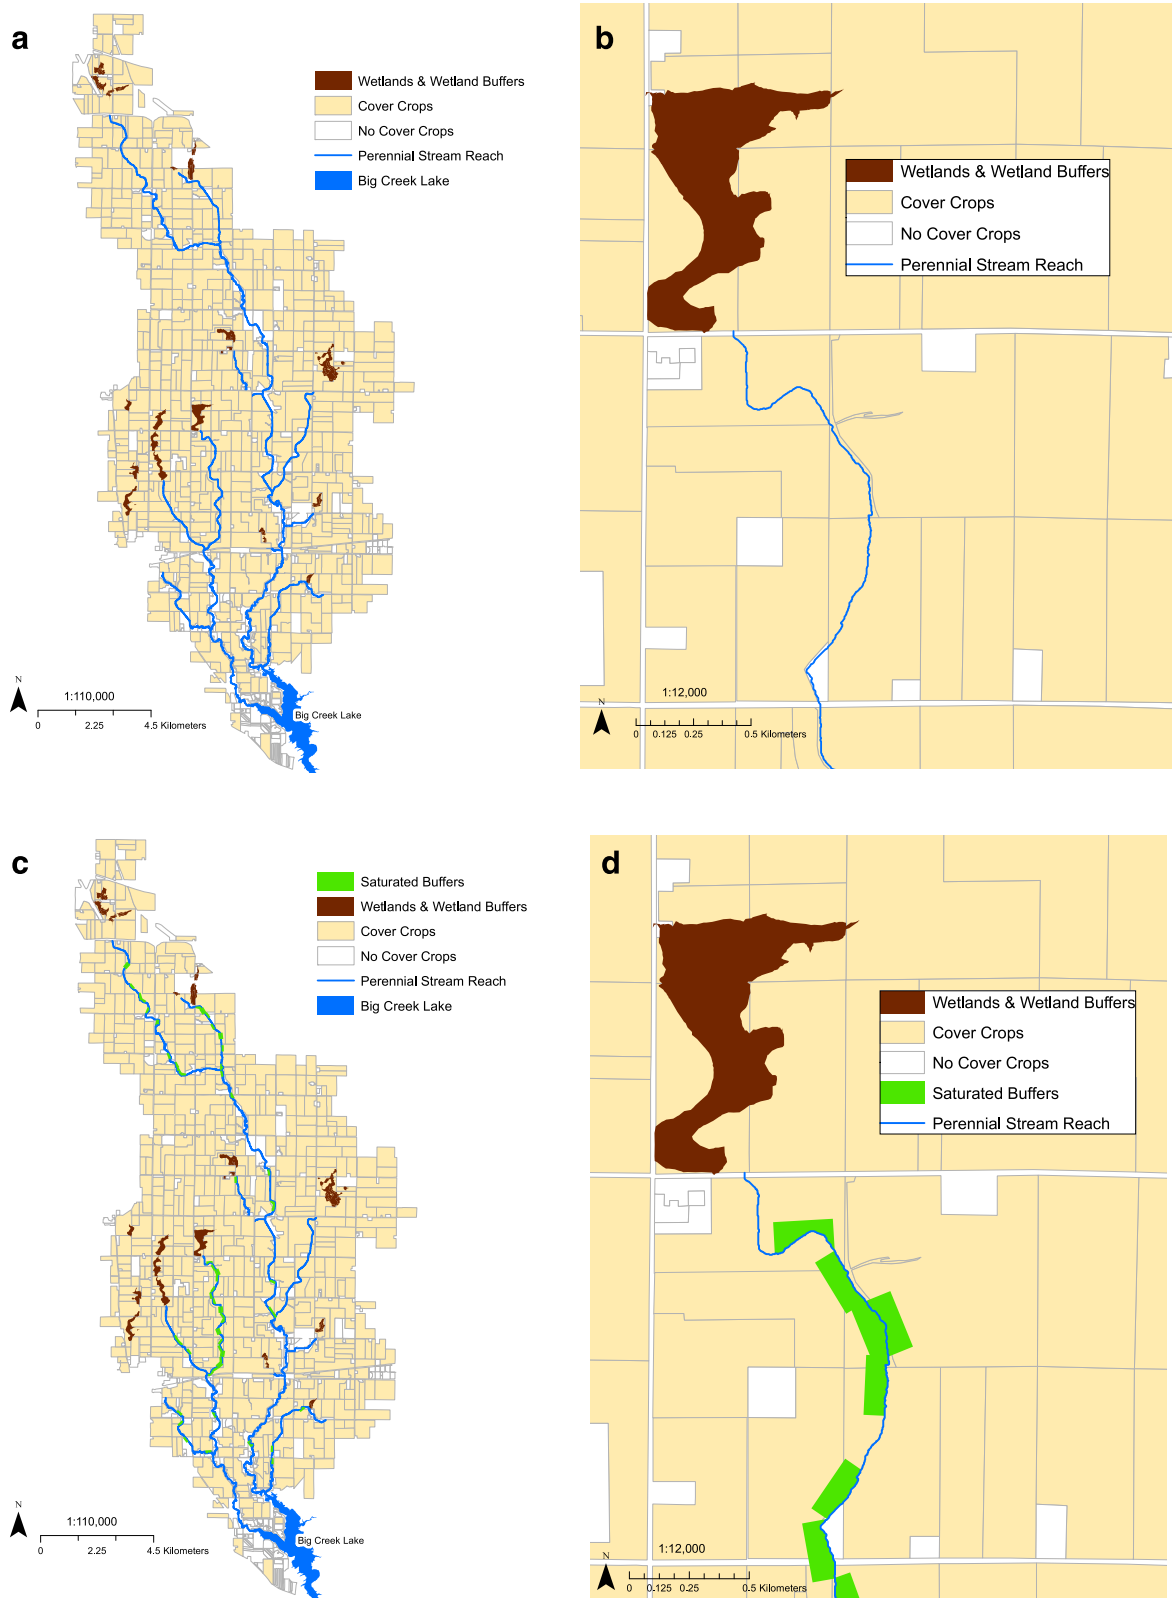 a
Wetlands & Wetland Buffers
Cover Crops
No Cover Crops
Perennial Stream Reach
Big Creek Lake
N
1:110,000
0 2.25 4.5 Kilometers
Big Creek Lake
b
Wetlands & Wetland Buffers
Cover Crops
No Cover Crops
Perennial Stream Reach
N
1:12,000
0 0.125 0.25 0.5 Kilometers
c
Saturated Buffers
Wetlands & Wetland Buffers
Cover Crops
No Cover Crops
Perennial Stream Reach
Big Creek Lake
N
1:110,000
0 2.25 4.5 Kilometers
Big Creek Lake
d
Wetlands & Wetland Buffers
Cover Crops
No Cover Crops
Saturated Buffers
Perennial Stream Reach
N
1:12,000
0 0.125 0.25 0.5 Kilometers